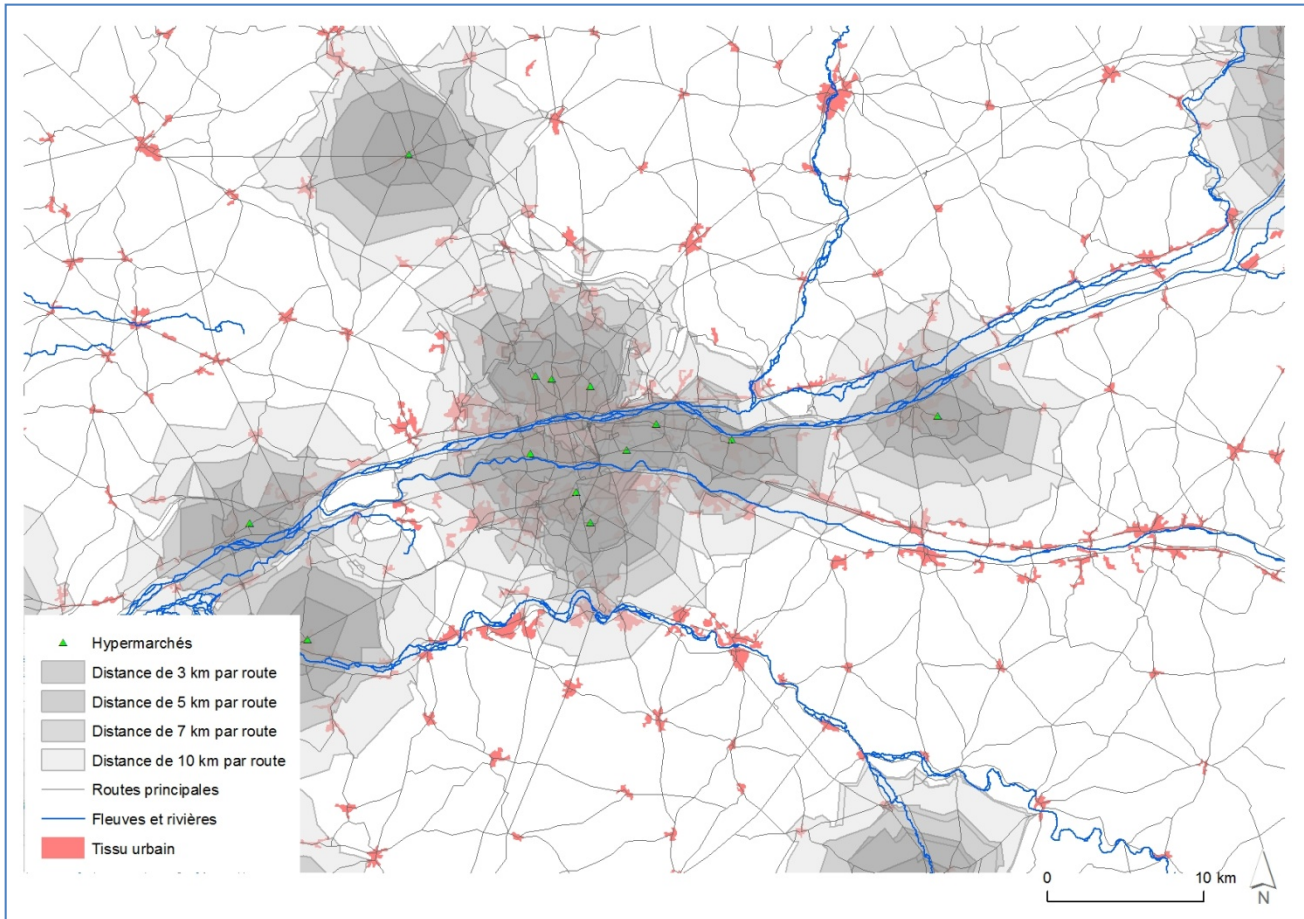 Hypermarchés
Distance de 3 km par route
Distance de 5 km par route
Distance de 7 km par route
Distance de 10 km par route
Routes principales
Fleuves et rivières
Tissu urbain
0 10 km
N